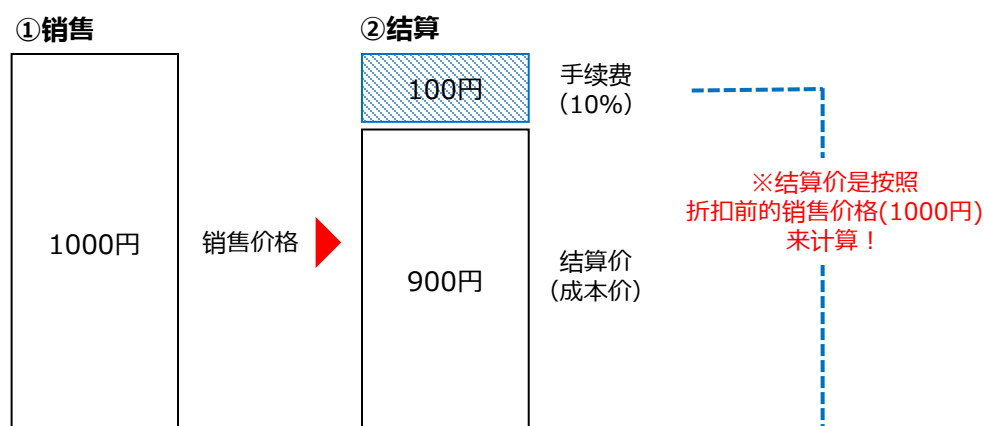 ①销售
②结算
1000円
销售价格
100円
手续费
（10%）
900円
结算价
（成本价）
※结算价是按照
折扣前的销售价格(1000円)
来计算！